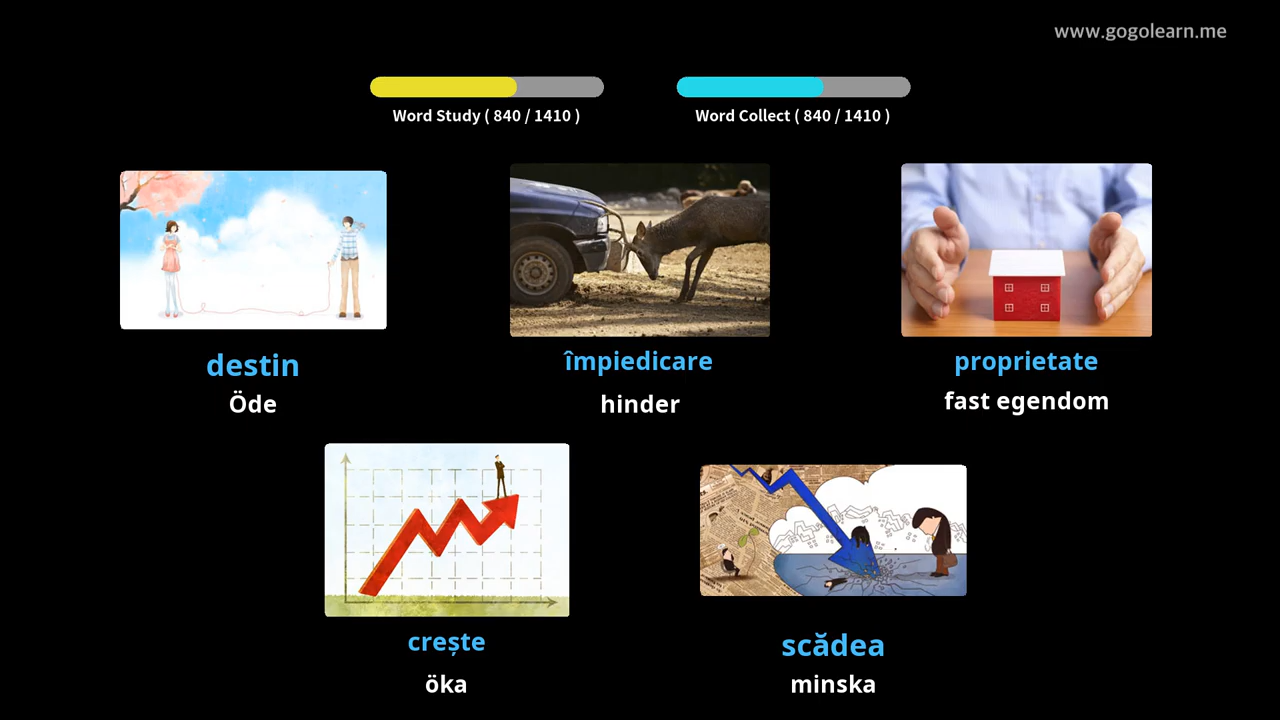 www.gogolearn.me
Word Study ( 840 / 1410 )
Word Collect ( 840 / 1410 )
destin
Öde
împiedicare
hinder
proprietate
fast egendom
crește
öka
scădea
minska